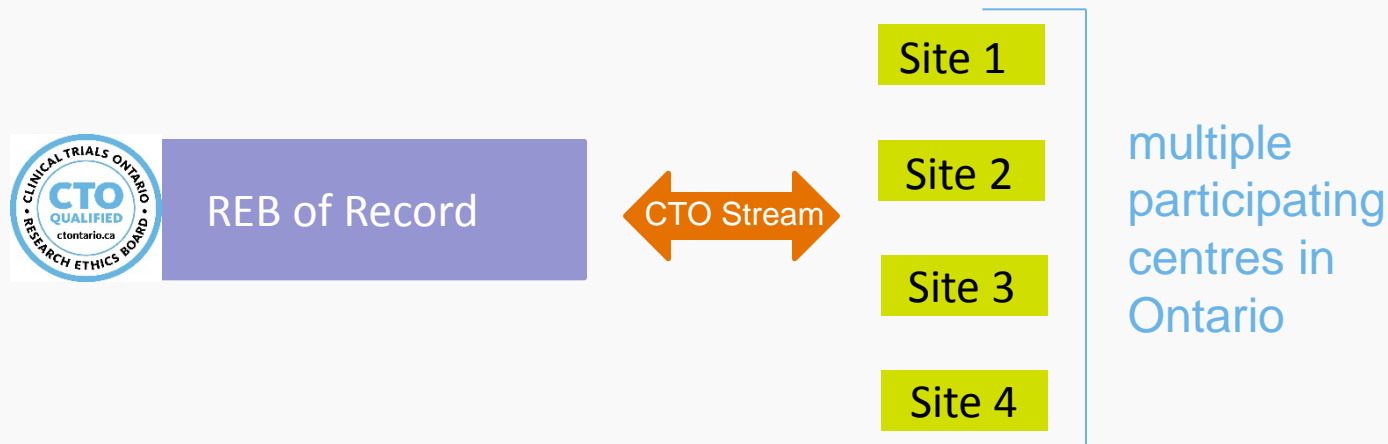 CLINICAL TRIALS ONTARIO
CTO
QUALIFIED
ctontario.ca
RESEARCH ETHICS BOARD
REB of Record
CTO Stream
Site 1
Site 2
Site 3
Site 4
multiple
participating
centres in
Ontario